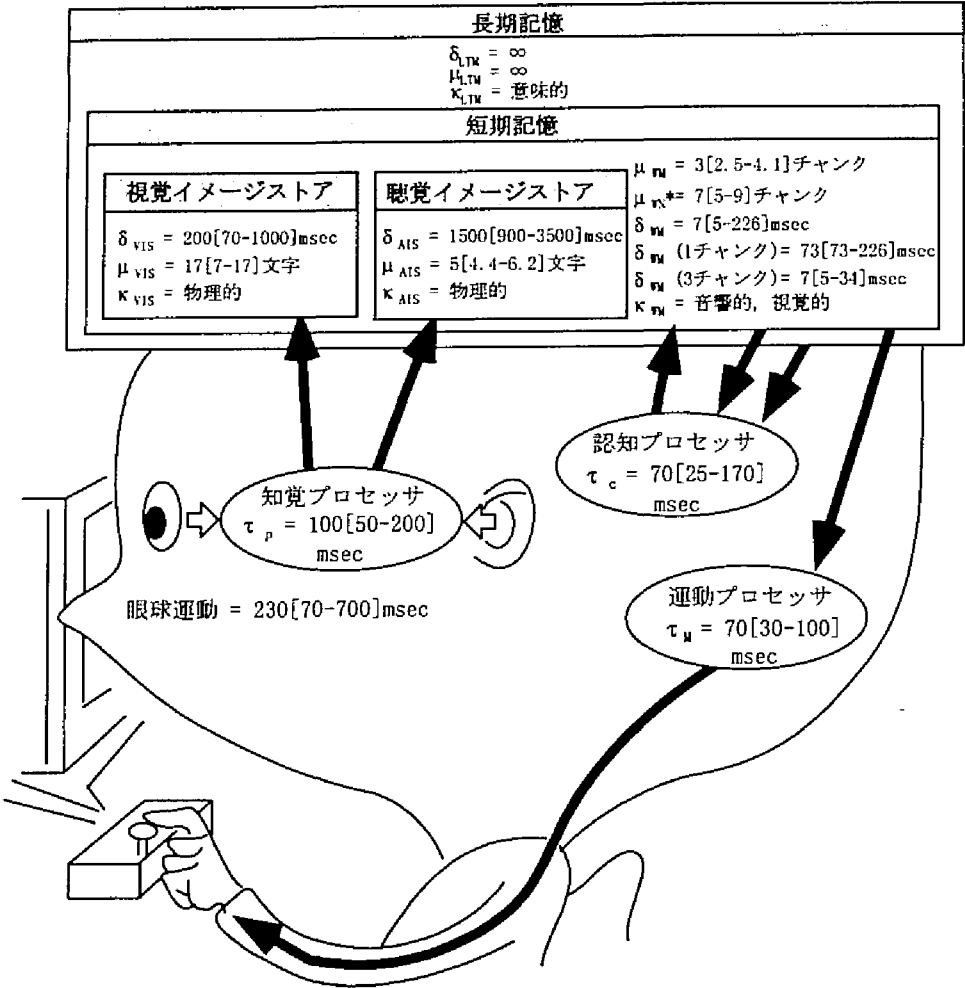 長期記憶
δLTM = ∞
μLTM = ∞
κLTM = 意味的
短期記憶
視覚イメージストア
δVIS = 200[70-1000]msec
μVIS = 17[7-17]文字
κVIS = 物理的
聴覚イメージストア
δAIS = 1500[900-3500]msec
μAIS = 5[4.4-6.2]文字
κAIS = 物理的
μWM = 3[2.5-4.1]チャンク
μWM*= 7[5-9]チャンク
δWM = 7[5-226]msec
δWM (1チャンク)= 73[73-226]msec
δWM (3チャンク)= 7[5-34]msec
κWM = 音響的, 視覚的
認知プロセッサ
τc = 70[25-170]
msec
知覚プロセッサ
τp = 100[50-200]
msec
眼球運動 = 230[70-700]msec
運動プロセッサ
τM = 70[30-100]
msec